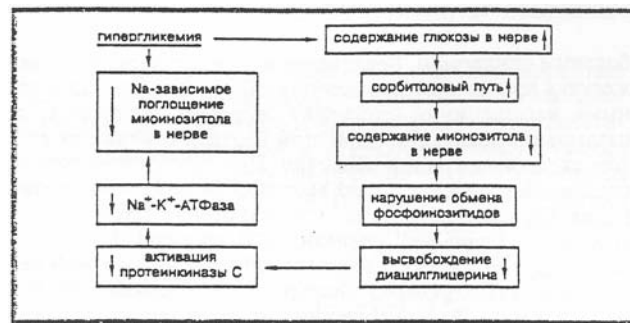 гипергликемия
содержание глюкозы в нерве ↑
↓ Na-зависимое
поглощение
миоинозитола
в нерве
сорбитоловый путь ↑
содержание мионозитола
в нерве ↓
↓ Na⁺-K⁺-АТФаза
нарушение обмена
фосфоинозитидов
↓ активация
протеинкиназы С
высвобождение
диацилглицерина ↓